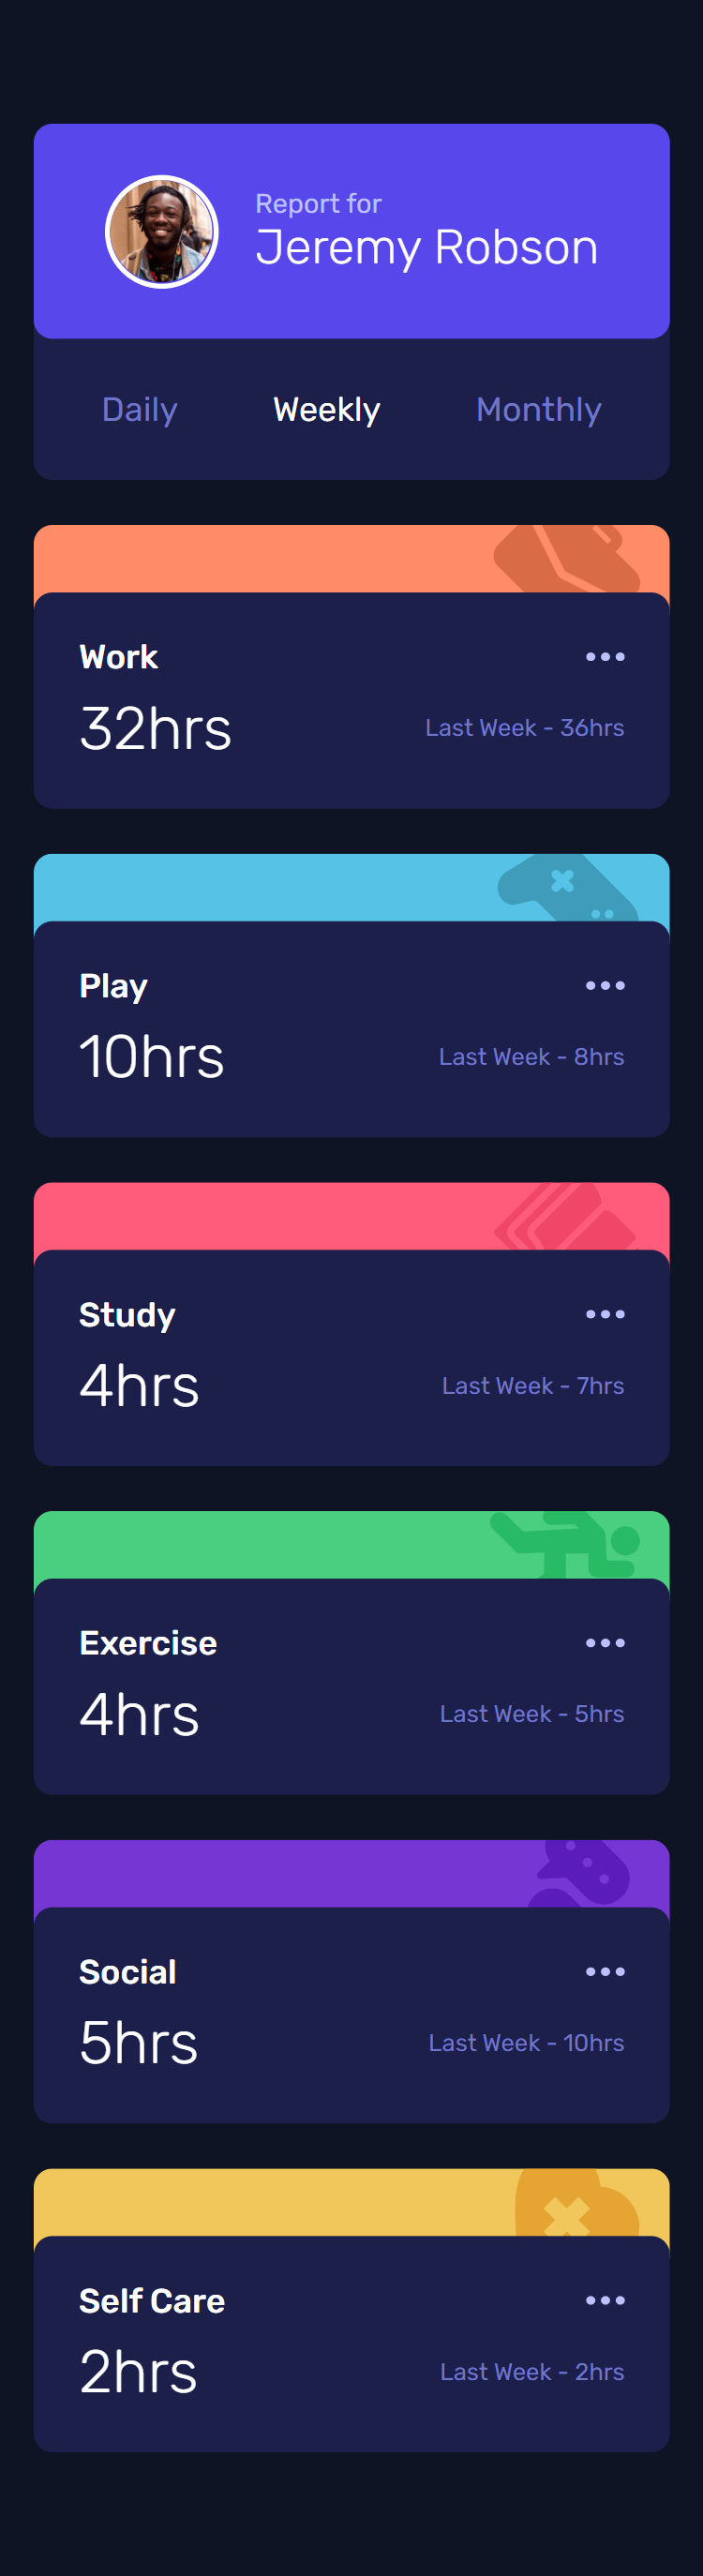 Report for
Jeremy Robson
Daily Weekly Monthly
Work
32hrs Last Week - 36hrs
Play
10hrs Last Week - 8hrs
Study
4hrs Last Week - 7hrs
Exercise
4hrs Last Week - 5hrs
Social
5hrs Last Week - 10hrs
Self Care
2hrs Last Week - 2hrs